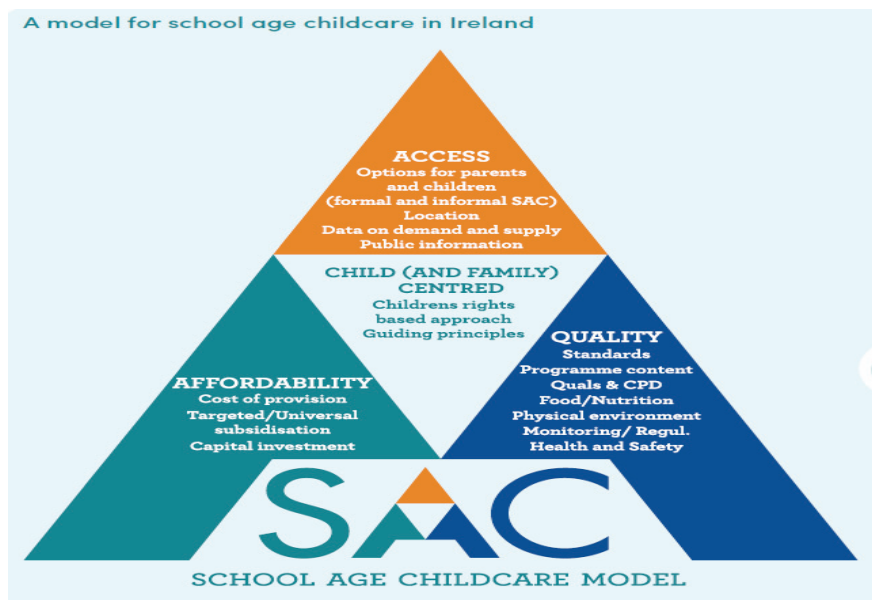 A model for school age childcare in Ireland
ACCESS
Options for parents
and children
(formal and informal SAC)
Location
Data on demand and supply
Public information
CHILD (AND FAMILY)
CENTRED
Childrens rights
based approach
Guiding principles
AFFORDABILITY
Cost of provision
Targeted/Universal
subsidisation
Capital investment
QUALITY
Standards
Programme content
Quals & CPD
Food/Nutrition
Physical environment
Monitoring/ Regul.
Health and Safety
SAC
SCHOOL AGE CHILDCARE MODEL